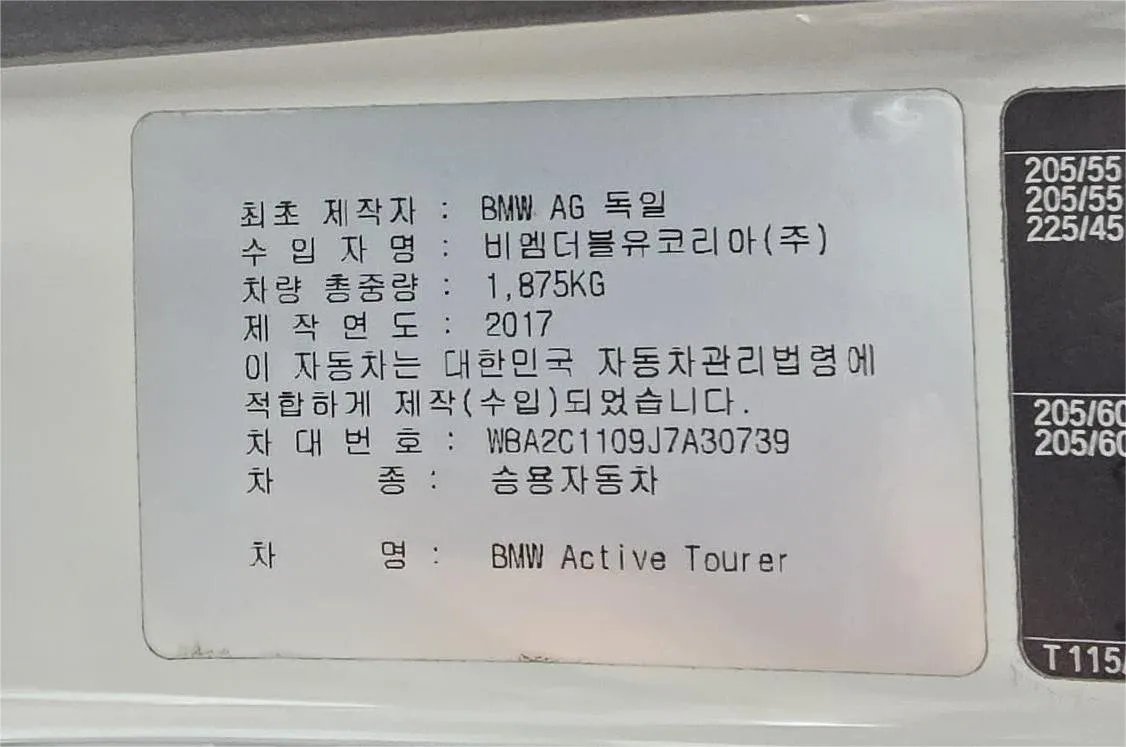 최초 제작자 : BMW AG 독일
수 입 자 명 : 비엠더블유코리아(주)
차량 총중량 : 1,875KG
제 작 연 도 : 2017
이 자동차는 대한민국 자동차관리법령에
적합하게 제작(수입)되었습니다.
차 대 번 호 : WBA2C1109J7A30739
차 종 : 승용자동차
차 명 : BMW Active Tourer
205/55
205/55
225/45
205/60
205/60
T 115/